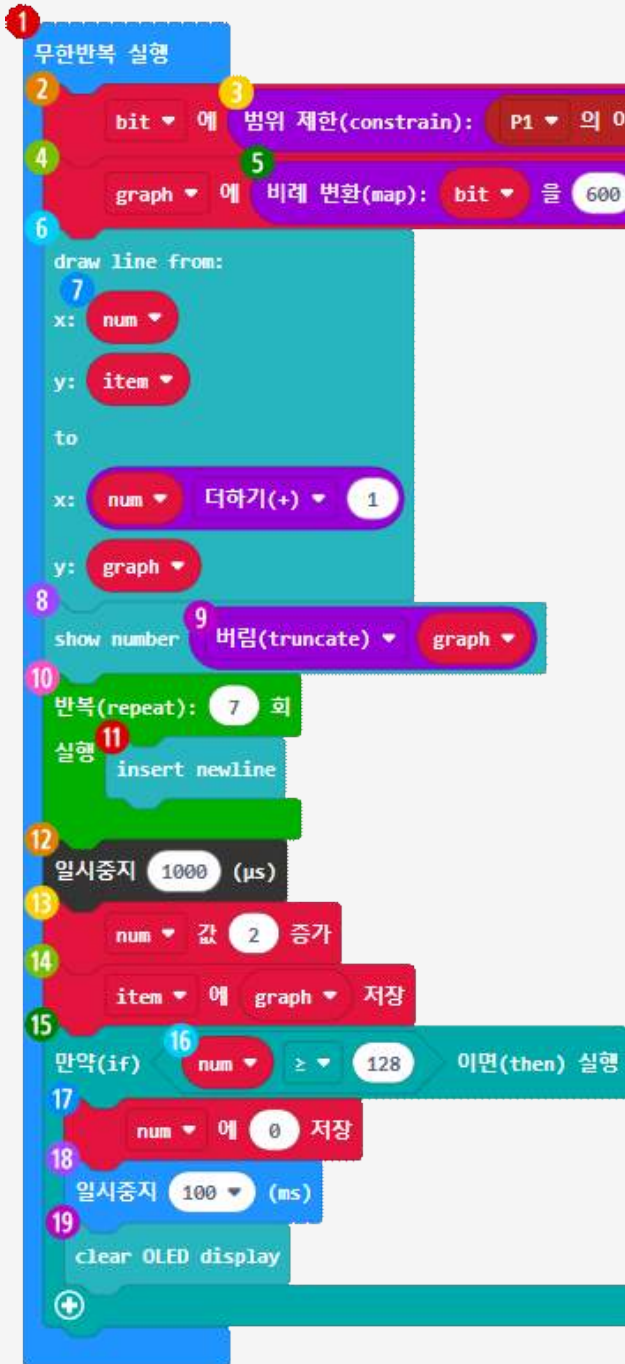 1
무한반복 실행
2
bit 에 3 범위 제한(constrain): P1 의
4
graph 에 5 비례 변환(map): bit 을 600
6
draw line from:
7
x: num
y: item
to
x: num 더하기(+) 1
y: graph
8
show number 9 버림(truncate) graph
10
반복(repeat): 7 회
실행 11
insert newline
12
일시중지 1000 (μs)
13
num 값 2 증가
14
item 에 graph 저장
15
만약(if) 16 num ≥ 128 이면(then) 실행
17
num 에 0 저장
18
일시중지 100 (ms)
19
clear OLED display